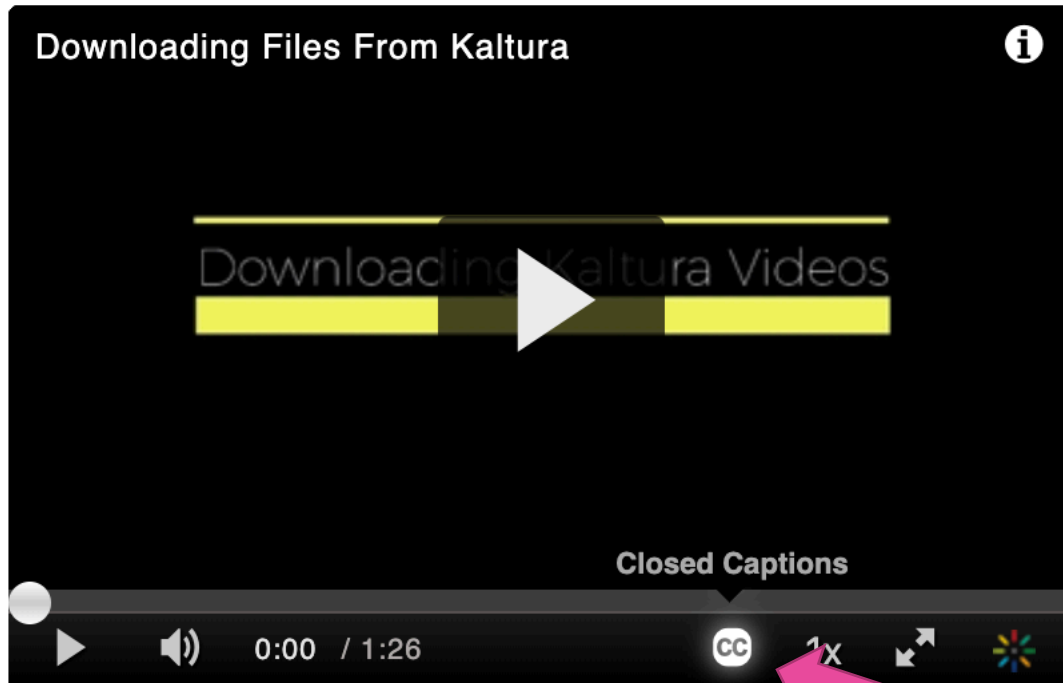 Downloading Files From Kaltura
i
Downloading Kaltura Videos
Closed Captions
0:00 / 1:26
CC
1x